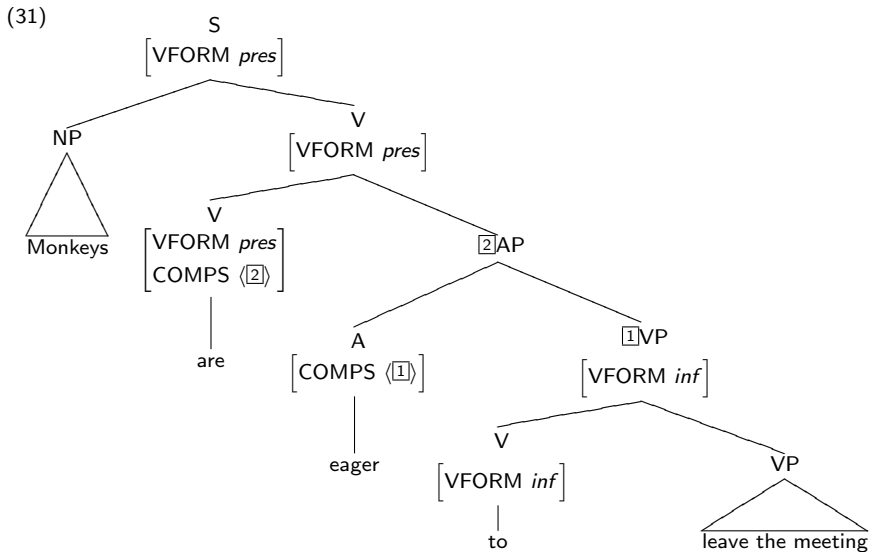 (31)
S
[VFORM pres]
NP
V
[VFORM pres]
Monkeys
V
[VFORM pres
COMPS ⟨2⟩]
are
2AP
A
[COMPS ⟨1⟩]
eager
1VP
[VFORM inf]
V
[VFORM inf]
to
VP
leave the meeting